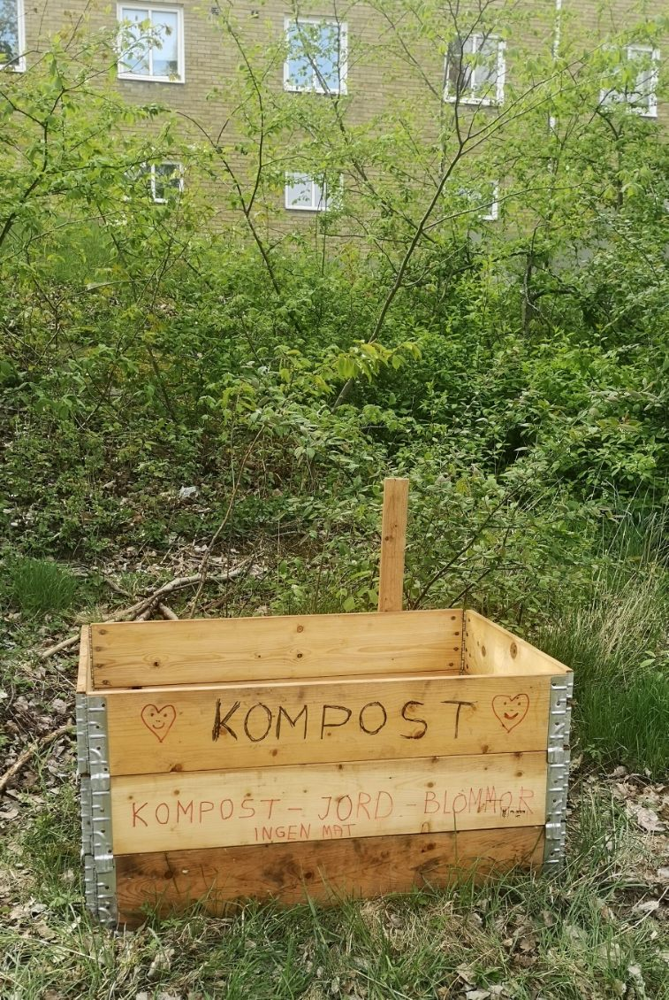 KOMPOST
KOMPOST - JORD - BLOMMOR
INGEN MAT